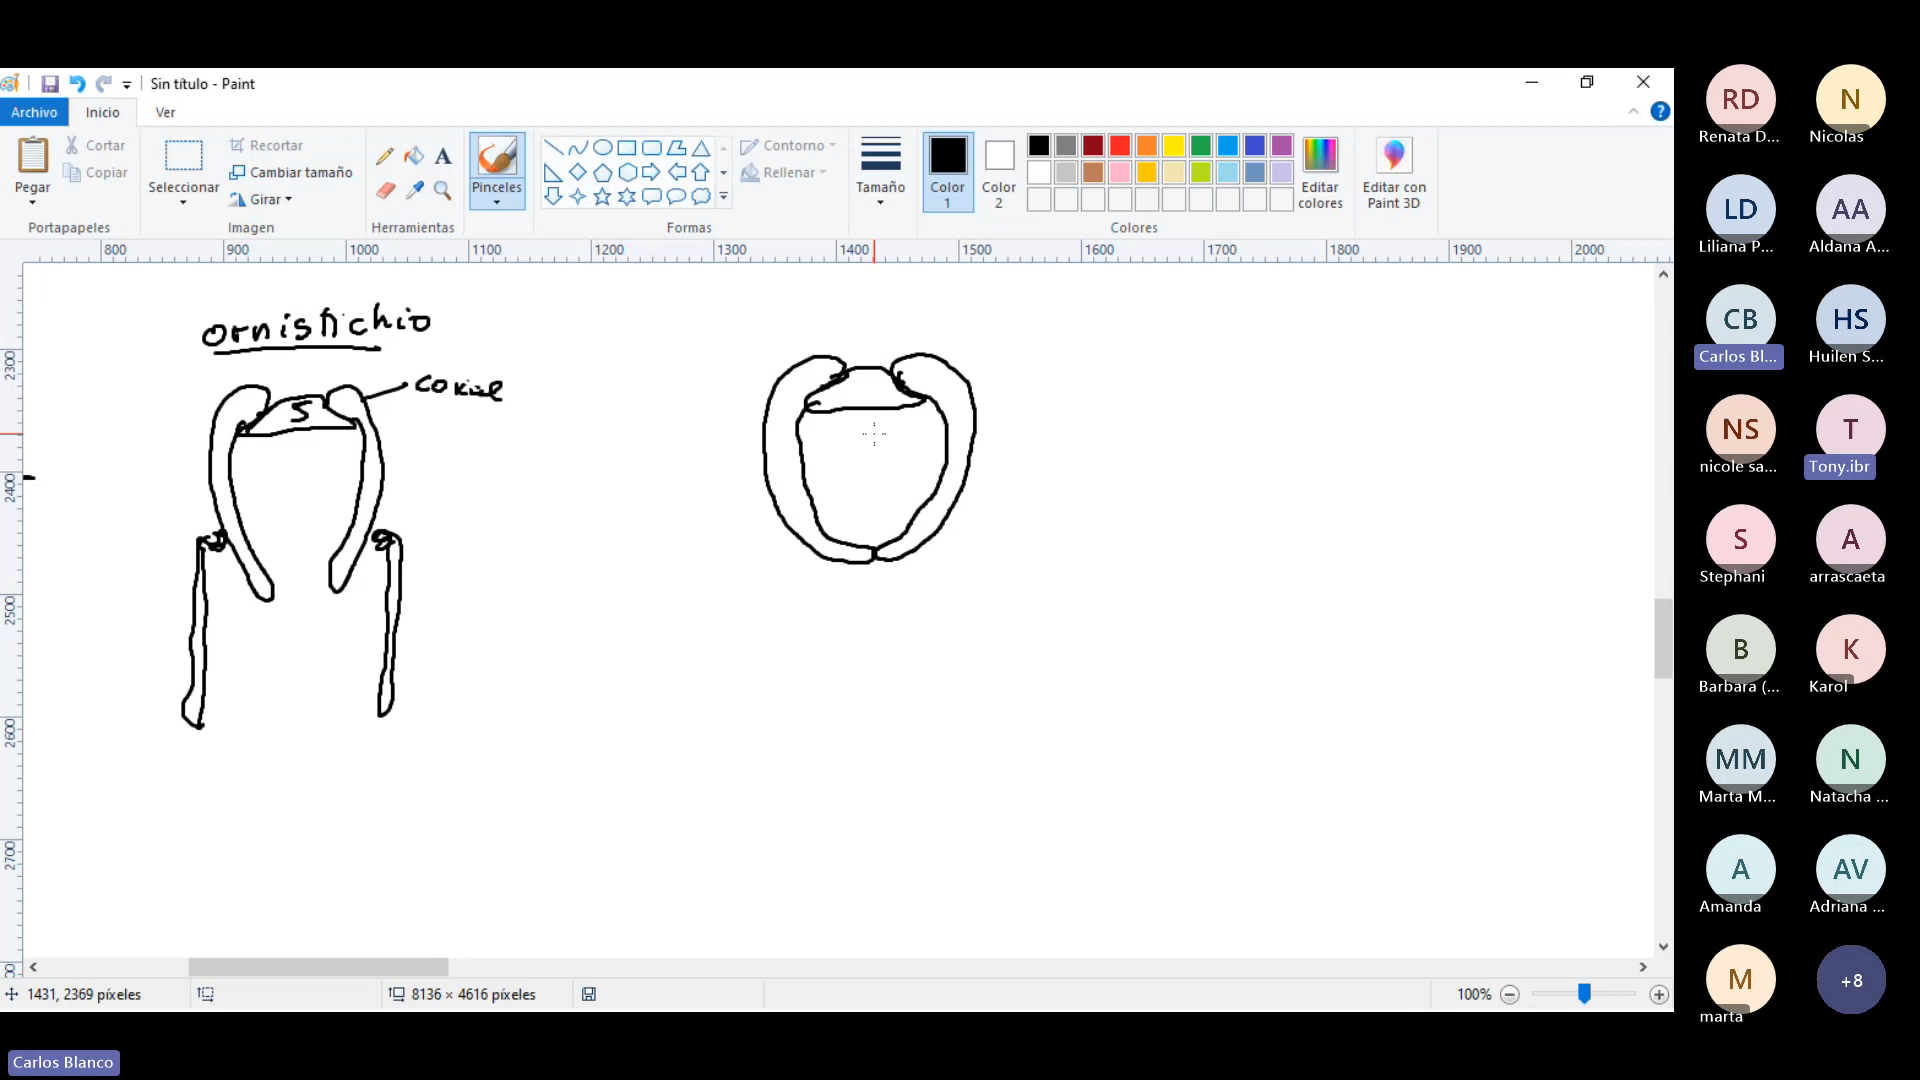 Sin título - Paint
Archivo Inicio Ver
Pegar
Cortar
Copiar
Portapapeles
Seleccionar
Recortar
Cambiar tamaño
Girar
Imagen
A
Herramientas
Pinceles
Contorno
Rellenar
Formas
Tamaño
Color
1
Color
2
Editar
colores
Colores
Editar con
Paint 3D
800 900 1000 1100 1200 1300 1400 1500 1600 1700 1800 1900 2000
2300
2400
2500
2600
2700
ornistichio
S
1431, 2369 píxeles
8136 × 4616 píxeles
100%
RD
Renata D...
N
Nicolas
LD
Liliana P...
AA
Aldana A...
CB
Carlos Bl...
HS
Huilen S...
NS
nicole sa...
T
Tony.ibr
S
Stephani
A
arrascaeta
B
Barbara (...
K
Karol
MM
Marta M...
N
Natacha ...
A
Amanda
AV
Adriana ...
M
marta
+8
Carlos Blanco